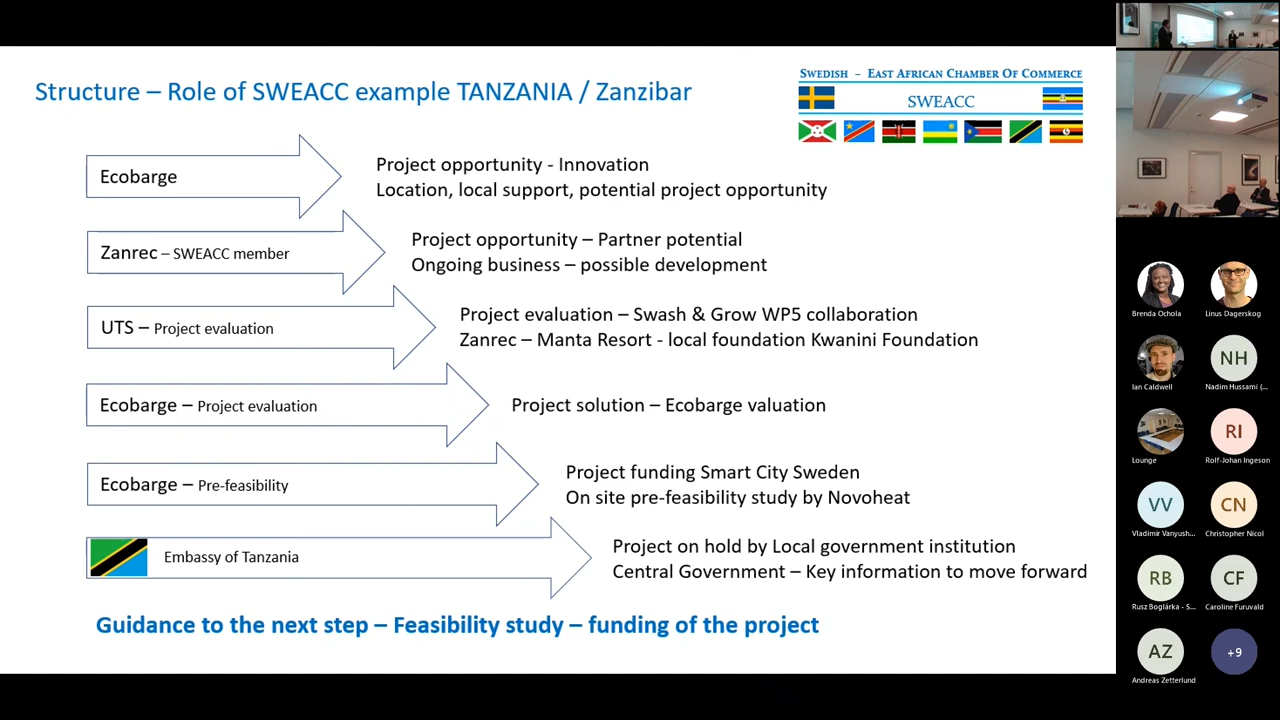 Structure – Role of SWEACC example TANZANIA / Zanzibar
SWEDISH – EAST AFRICAN CHAMBER OF COMMERCE
SWEACC
Ecobarge
Project opportunity - Innovation
Location, local support, potential project opportunity
Zanrec – SWEACC member
Project opportunity – Partner potential
Ongoing business – possible development
UTS – Project evaluation
Project evaluation – Swash & Grow WP5 collaboration
Zanrec – Manta Resort - local foundation Kwanini Foundation
Ecobarge – Project evaluation
Project solution – Ecobarge valuation
Ecobarge – Pre-feasibility
Project funding Smart City Sweden
On site pre-feasibility study by Novoheat
Embassy of Tanzania
Project on hold by Local government institution
Central Government – Key information to move forward
Guidance to the next step – Feasibility study – funding of the project
Brenda Ochola
Linus Dagerskog
Ian Caldwell
NH
Nadim Hussami (...
Lounge
RI
Rolf-Johan Ingeson
VV
Vladimir Vanyush...
CN
Christopher Nicol
RB
Rusz Boglárka - S...
CF
Caroline Furuvald
AZ
Andreas Zetterlund
+9